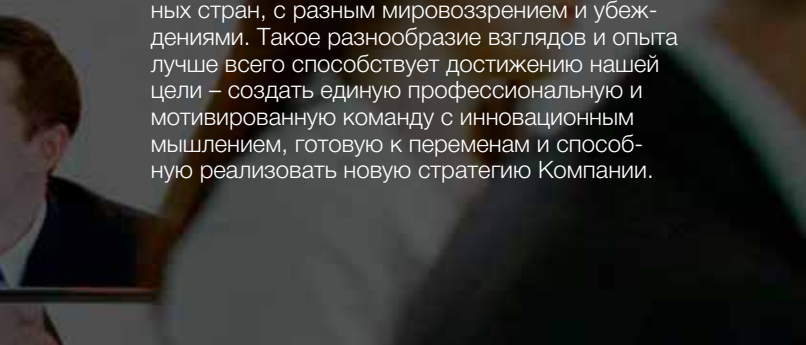 ных стран, с разным мировоззрением и убеж-
дениями. Такое разнообразие взглядов и опыта
лучше всего способствует достижению нашей
цели – создать единую профессиональную и
мотивированную команду с инновационным
мышлением, готовую к переменам и способ-
ную реализовать новую стратегию Компании.